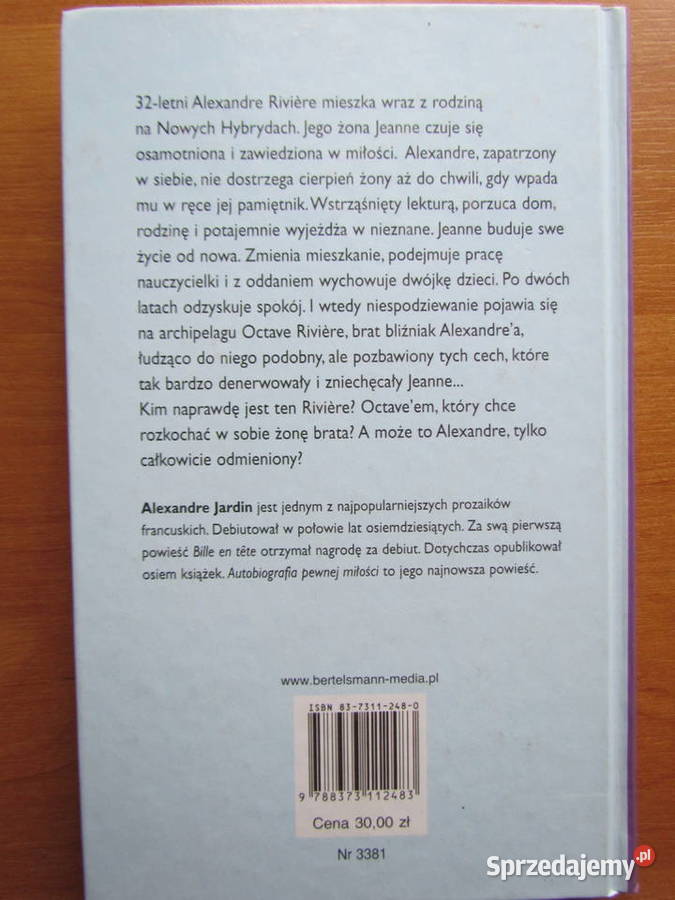 32-letni Alexandre Rivière mieszka wraz z rodziną
na Nowych Hybrydach. Jego żona Jeanne czuje się
osamotniona i zawiedziona w miłości. Alexandre, zapatrzony
w siebie, nie dostrzega cierpień żony aż do chwili, gdy wpada
mu w ręce jej pamiętnik. Wstrząśnięty lekturą, porzuca dom,
rodzinę i potajemnie wyjeżdża w nieznane. Jeanne buduje swe
życie od nowa. Zmienia mieszkanie, podejmuje pracę
nauczycielki i z oddaniem wychowuje dwójkę dzieci. Po dwóch
latach odzyskuje spokój. I wtedy niespodziewanie pojawia się
na archipelagu Octave Rivière, brat bliźniak Alexandre'a,
łudząco do niego podobny, ale pozbawiony tych cech, które
tak bardzo denerwowały i zniechęcały Jeanne...
Kim naprawdę jest ten Rivière? Octave'em, który chce
rozkochać w sobie żonę brata? A może to Alexandre, tylko
całkowicie odmieniony?
Alexandre Jardin jest jednym z najpopularniejszych prozaików
francuskich. Debiutował w połowie lat osiemdziesiątych. Za swą pierwszą
powieść Bille en tête otrzymał nagrodę za debiut. Dotychczas opublikował
osiem książek. Autobiografia pewnej miłości to jego najnowsza powieść.
www.bertelsmann-media.pl
ISBN 83-7311-248-0
9 788373 112483
Cena 30,00 zł
Nr 3381
Sprzedajemy.pl